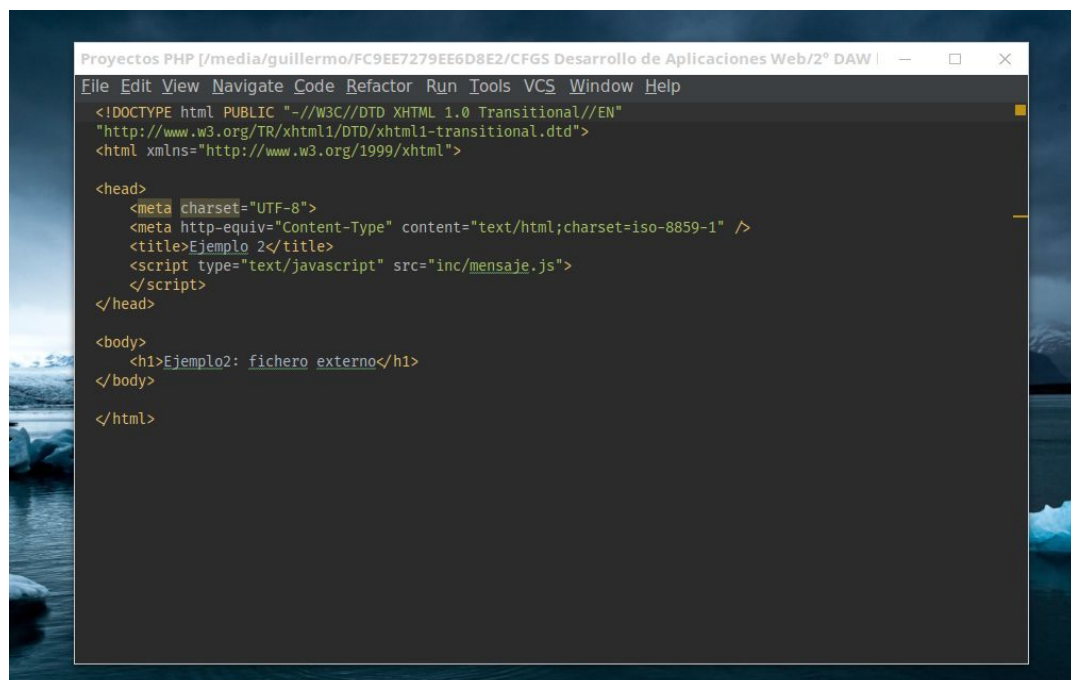 Proyectos PHP [/media/guillermo/FC9EE7279EE6D8E2/CFGS Desarrollo de Aplicaciones Web/2º DAW
File Edit View Navigate Code Refactor Run Tools VCS Window Help
<!DOCTYPE html PUBLIC "-//W3C//DTD XHTML 1.0 Transitional//EN"
"http://www.w3.org/TR/xhtml1/DTD/xhtml1-transitional.dtd">
<html xmlns="http://www.w3.org/1999/xhtml">
<head>
<meta charset="UTF-8">
<meta http-equiv="Content-Type" content="text/html;charset=iso-8859-1" />
<title>Ejemplo 2</title>
<script type="text/javascript" src="inc/mensaje.js">
</script>
</head>
<body>
<h1>Ejemplo2: fichero externo</h1>
</body>
</html>